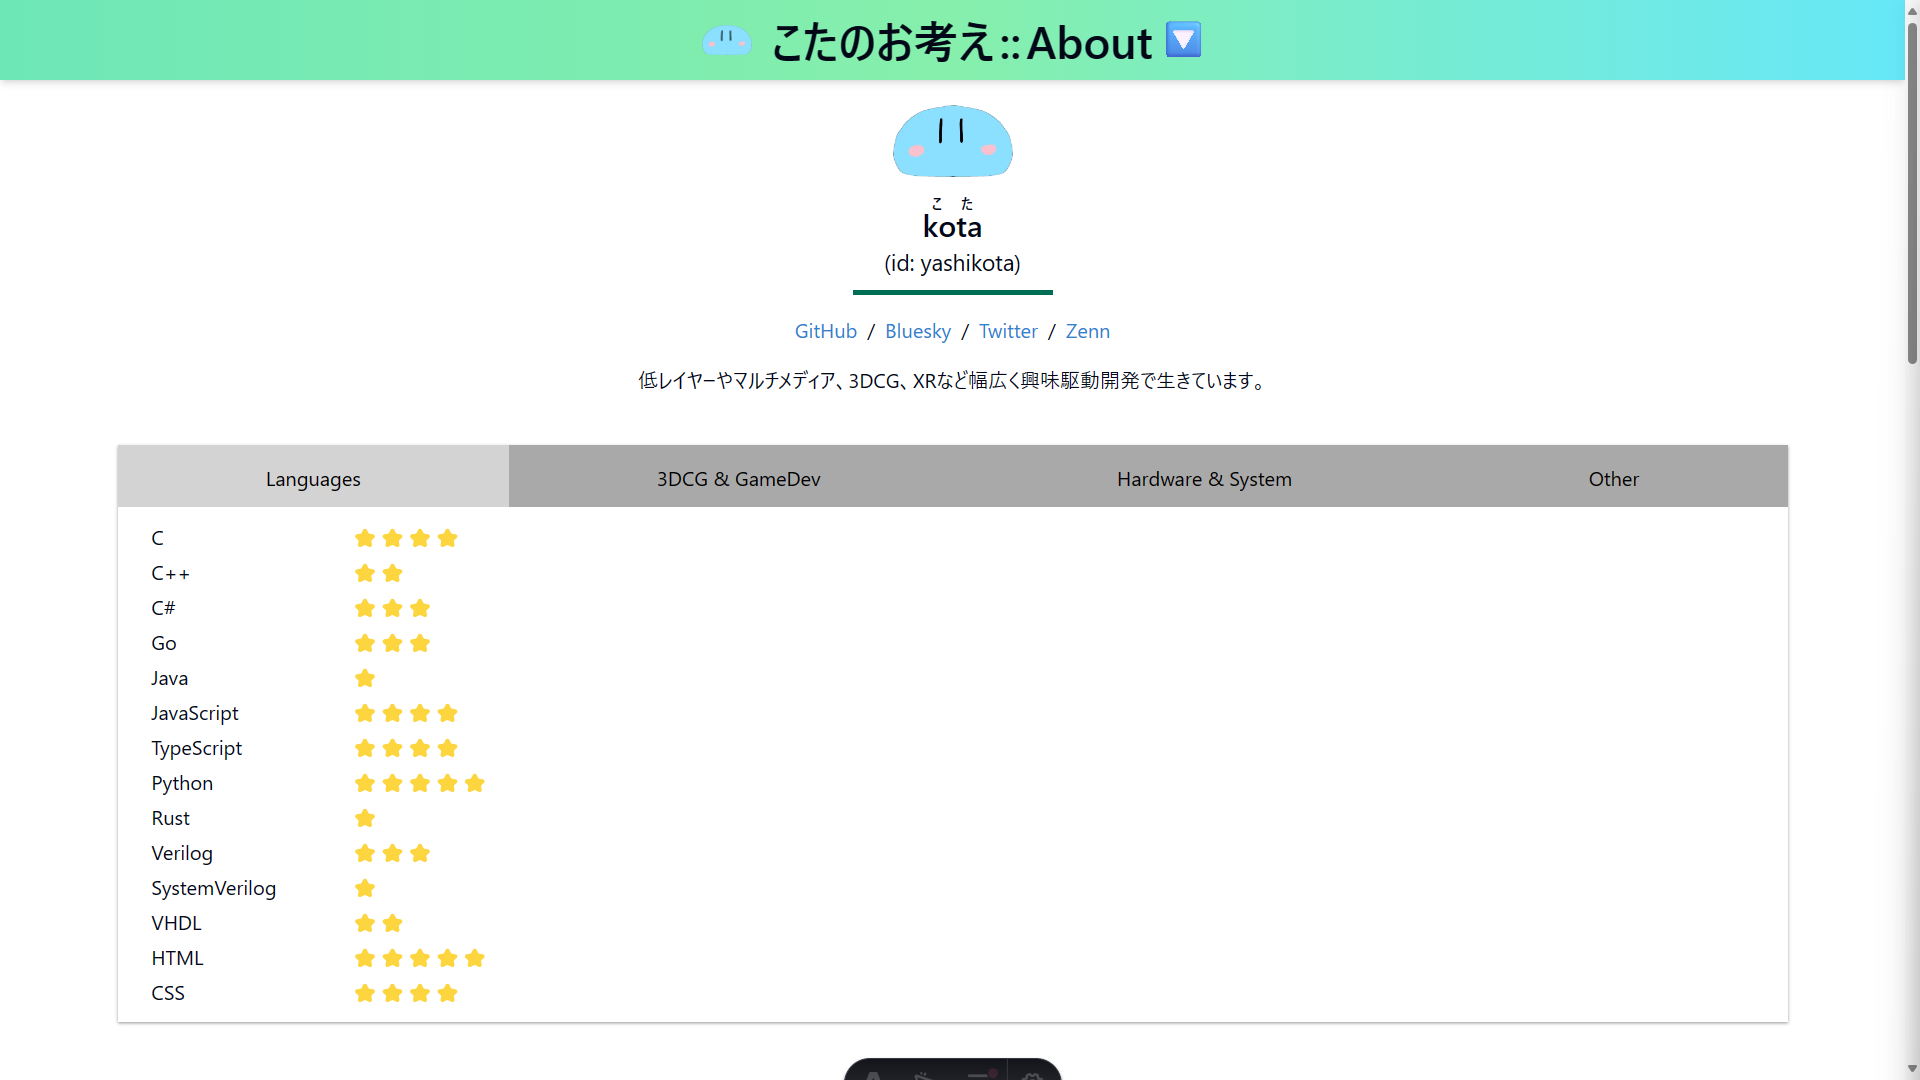 こたのお考え::About
こた
kota
(id: yashikota)
GitHub / Bluesky / Twitter / Zenn
低レイヤーやマルチメディア、3DCG、XRなど幅広く興味駆動開発で生きています。
Languages 3DCG & GameDev Hardware & System Other
C
C++
C#
Go
Java
JavaScript
TypeScript
Python
Rust
Verilog
SystemVerilog
VHDL
HTML
CSS